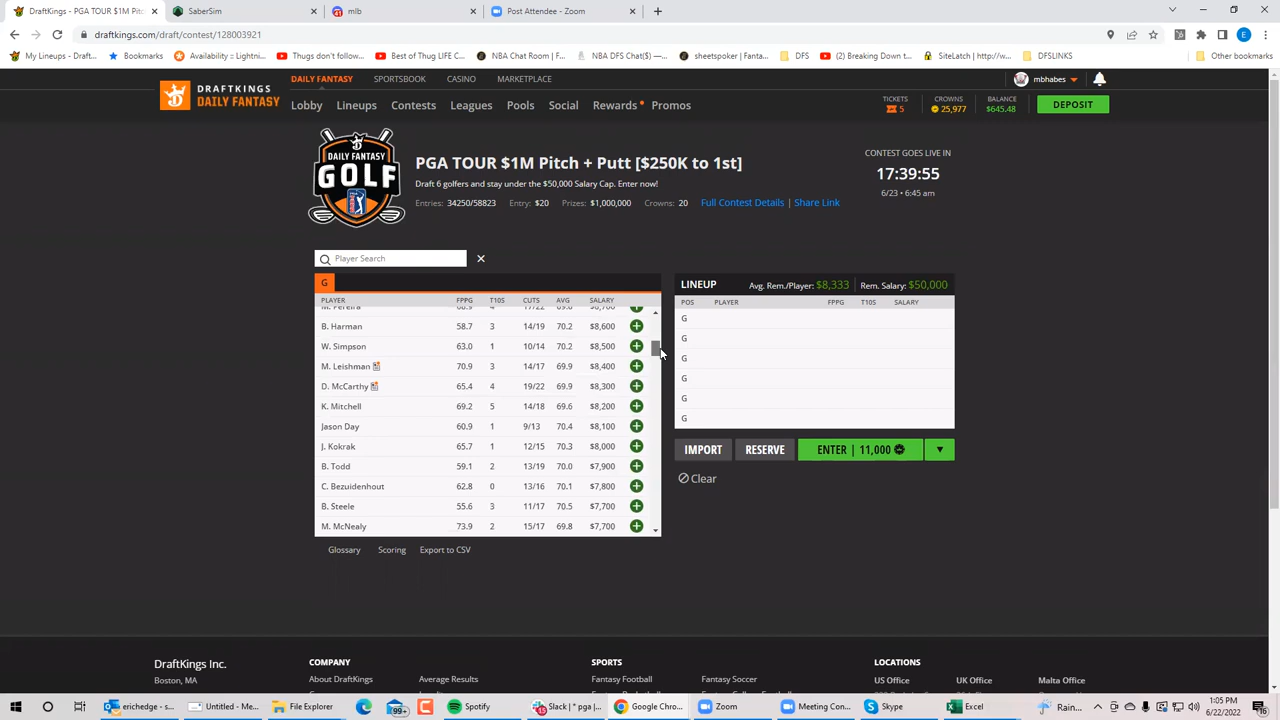 DraftKings - PGA TOUR $1M Pitc
SaberSim
mlb
Post Attendee - Zoom
draftkings.com/draft/contest/128003921
My Lineups - Draft...
Bookmarks
Availability :: Lightni...
Thugs don't follow...
Best of Thug LIFE C...
NBA Chat Room | ...
NBA DFS Chat($) —...
sheetspoker | Fanta...
DFS
(2) Breaking Down t...
SiteLatch | http://w...
DFSLINKS
Other bookmarks
DAILY FANTASY
SPORTSBOOK
CASINO
MARKETPLACE
mbhabes
DRAFTKINGS
DAILY FANTASY
Lobby
Lineups
Contests
Leagues
Pools
Social
Rewards
Promos
TICKETS
5
CROWNS
25,977
BALANCE
$645.48
DEPOSIT
DAILY FANTASY
GOLF
PGA TOUR $1M Pitch + Putt [$250K to 1st]
Draft 6 golfers and stay under the $50,000 Salary Cap. Enter now!
Entries: 34250/58823 Entry: $20 Prizes: $1,000,000 Crowns: 20 Full Contest Details | Share Link
CONTEST GOES LIVE IN
17:39:55
6/23 • 6:45 am
Player Search
G
PLAYER FPPG T10S CUTS AVG SALARY
B. Harman 58.7 3 14/19 70.2 $8,600
W. Simpson 63.0 1 10/14 70.2 $8,500
M. Leishman 70.9 3 14/17 69.9 $8,400
D. McCarthy 65.4 4 19/22 69.9 $8,300
K. Mitchell 69.2 5 14/18 69.6 $8,200
Jason Day 60.9 1 9/13 70.4 $8,100
J. Kokrak 65.7 1 12/15 70.3 $8,000
B. Todd 59.1 2 13/19 70.0 $7,900
C. Bezuidenhout 62.8 0 13/16 70.1 $7,800
B. Steele 55.6 3 11/17 70.5 $7,700
M. McNealy 73.9 2 15/17 69.8 $7,700
Glossary
Scoring
Export to CSV
LINEUP
Avg. Rem./Player: $8,333
Rem. Salary: $50,000
POS PLAYER FPPG T10S SALARY
G
G
G
G
G
G
IMPORT
RESERVE
ENTER | 11,000
Clear
DraftKings Inc.
Boston, MA
COMPANY
About DraftKings
Average Results
SPORTS
Fantasy Football
Fantasy Soccer
LOCATIONS
US Office
UK Office
Malta Office
erichedge - s...
Untitled - Me...
File Explorer
99+
Spotify
Slack | * pga | ...
Google Chro...
Zoom
Meeting Con...
Skype
Excel
Rain...
1:05 PM
6/22/2022